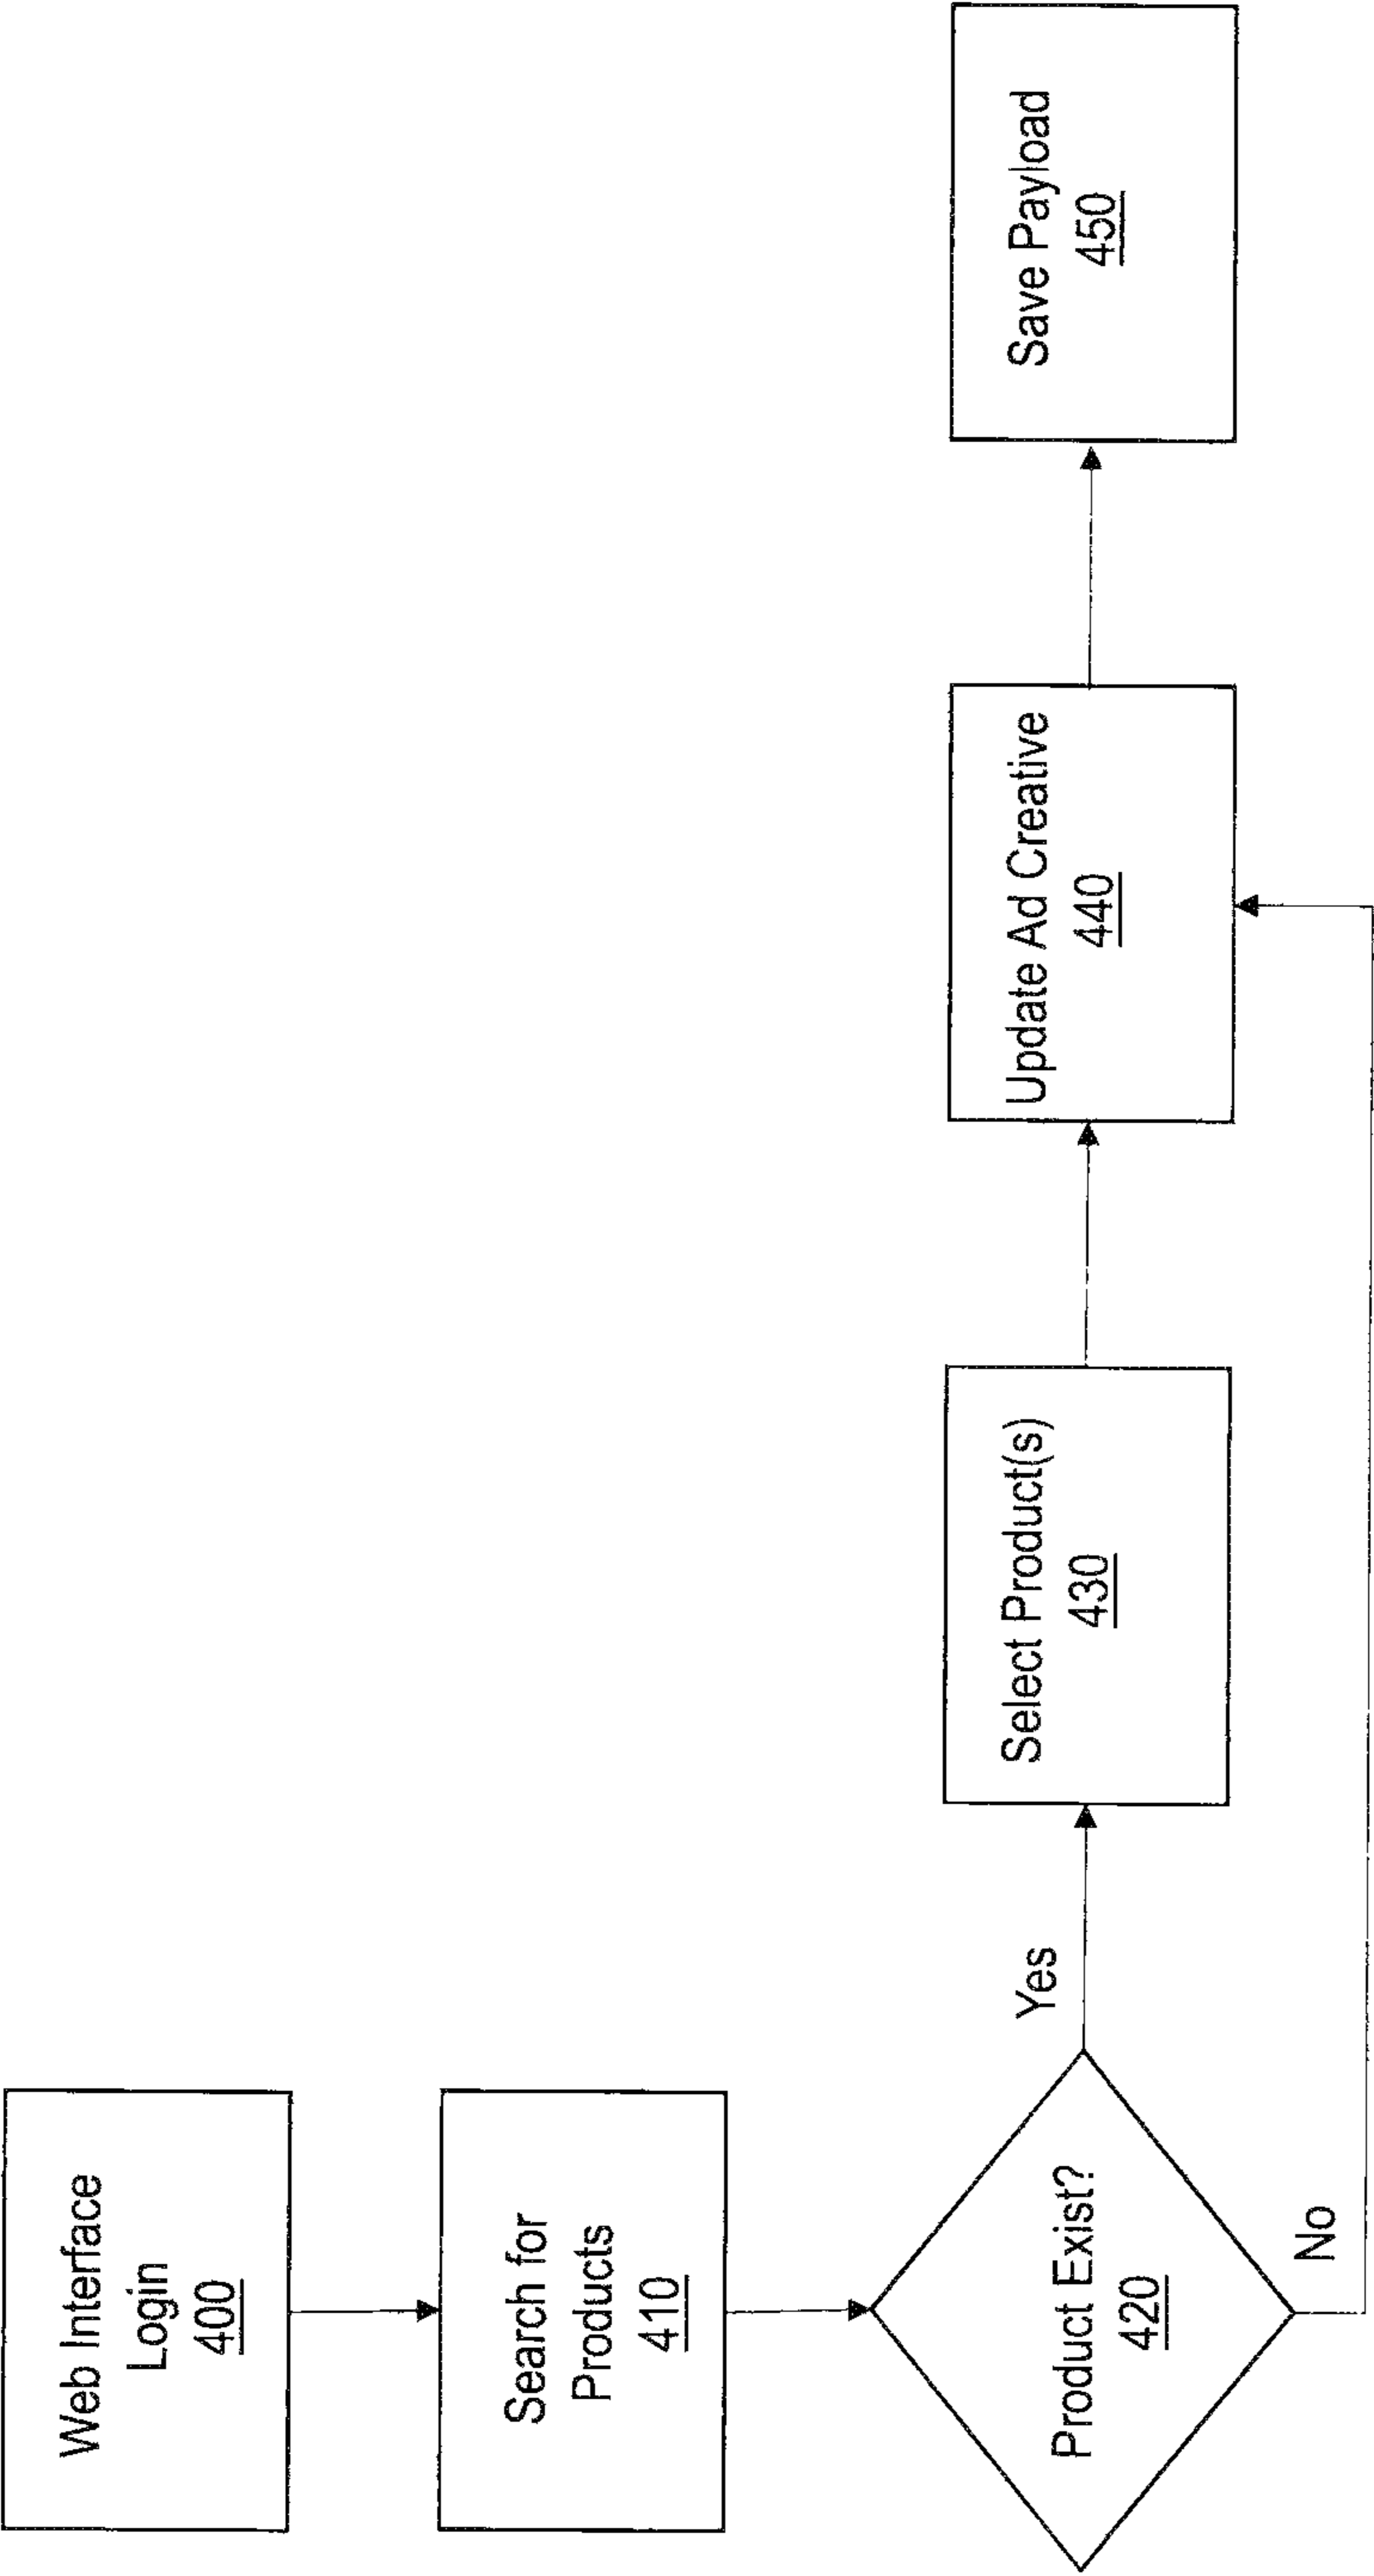 Web Interface
Login
400
Search for
Products
410
Product Exist?
420
Yes
No
Select Product(s)
430
Update Ad Creative
440
Save Payload
450